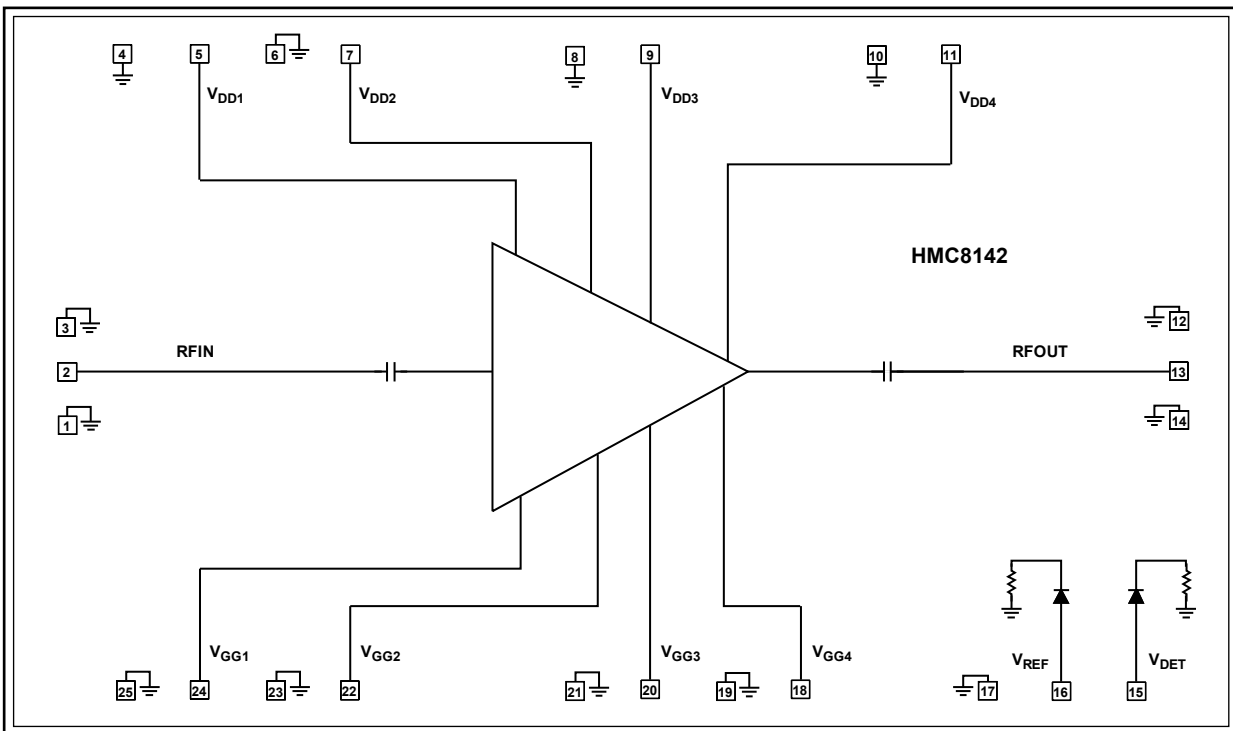 4 5 6 7 8 9 10 11
VDD1 VDD2 VDD3 VDD4
HMC8142
3 12
RFIN RFOUT
2 13
1 14
VGG1 VGG2 VGG3 VGG4 VREF VDET
25 24 23 22 21 20 19 18 17 16 15